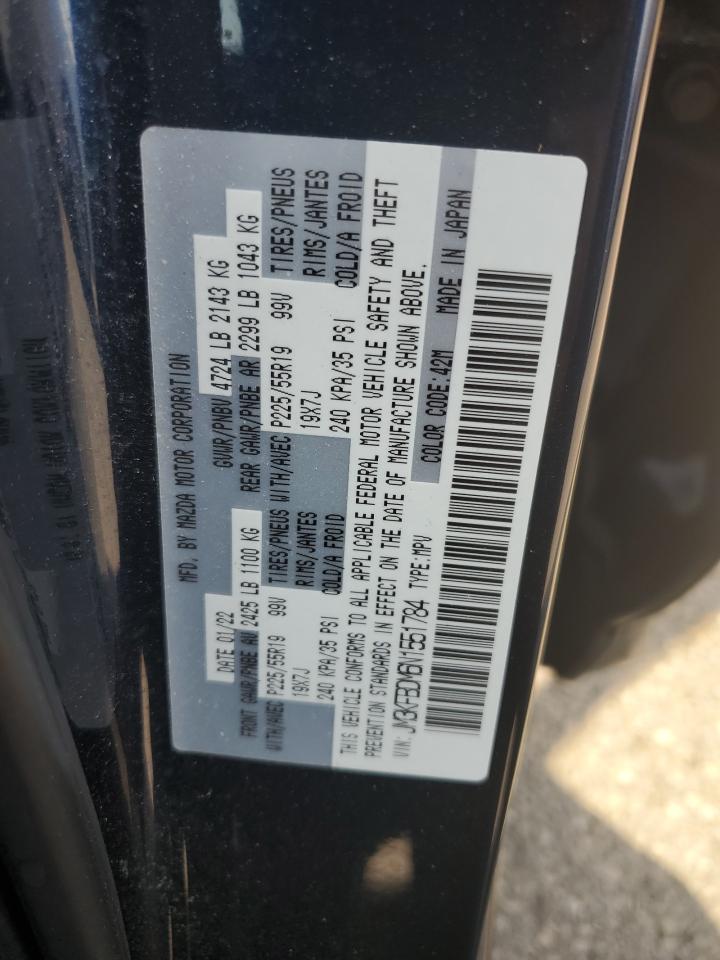 MFD. BY MAZDA MOTOR CORPORATION
DATE 01/22 GVWR/PNBV 4724 LB 2143 KG
FRONT GAWR/PNBE AV 2425 LB 1100 KG REAR GAWR/PNBE AR 2299 LB 1043 KG
WITH/AVEC P225/55R19 99V TIRES/PNEUS WITH/AVEC P225/55R19 99V TIRES/PNEUS
19X7J RIMS/JANTES 19X7J RIMS/JANTES
240 KPA/35 PSI COLD/A FROID 240 KPA/35 PSI COLD/A FROID
THIS VEHICLE CONFORMS TO ALL APPLICABLE FEDERAL MOTOR VEHICLE SAFETY AND THEFT
PREVENTION STANDARDS IN EFFECT ON THE DATE OF MANUFACTURE SHOWN ABOVE.
VIN: JM3KFBDM6N1551784 TYPE:MPV COLOR CODE:42M MADE IN JAPAN